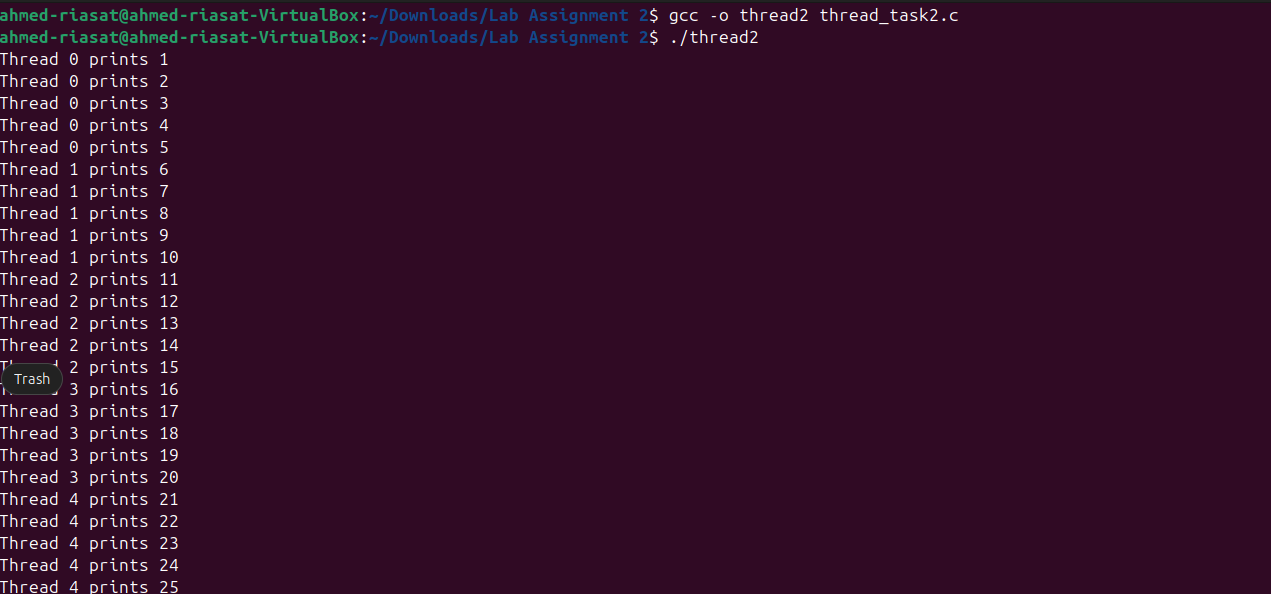 ahmed-riasat@ahmed-riasat-VirtualBox:~/Downloads/Lab Assignment 2$ gcc -o thread2 thread_task2.c
ahmed-riasat@ahmed-riasat-VirtualBox:~/Downloads/Lab Assignment 2$ ./thread2
Thread 0 prints 1
Thread 0 prints 2
Thread 0 prints 3
Thread 0 prints 4
Thread 0 prints 5
Thread 1 prints 6
Thread 1 prints 7
Thread 1 prints 8
Thread 1 prints 9
Thread 1 prints 10
Thread 2 prints 11
Thread 2 prints 12
Thread 2 prints 13
Thread 2 prints 14
2 prints 15
Trash
3 prints 16
Thread 3 prints 17
Thread 3 prints 18
Thread 3 prints 19
Thread 3 prints 20
Thread 4 prints 21
Thread 4 prints 22
Thread 4 prints 23
Thread 4 prints 24
Thread 4 prints 25